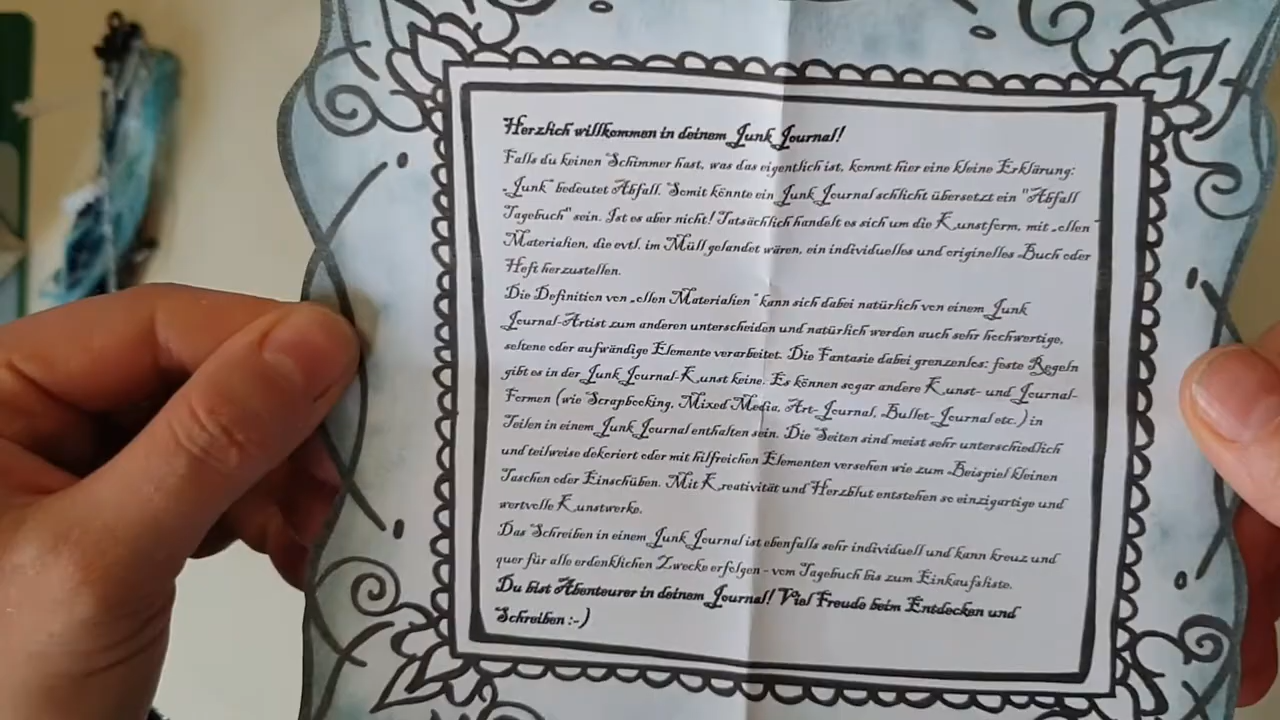 Herzlich willkommen in deinem Junk Journal!
Falls du keinen Schimmer hast, was das eigentlich ist, kommt hier eine kleine Erklärung:
„Junk" bedeutet Abfall. Somit könnte ein Junk Journal schlicht übersetzt ein "Abfall
Tagebuch" sein. Ist es aber nicht! Tatsächlich handelt es sich um die Kunstform, mit „ollen"
Materialien, die evtl. im Müll gelandet wären, ein individuelles und originelles Buch oder
Heft herzustellen.
Die Definition von „ollen Materialien" kann sich dabei natürlich von einem Junk
Journal-Artist zum anderen unterscheiden und natürlich werden auch sehr hochwertige,
seltene oder aufwändige Elemente verarbeitet. Die Fantasie dabei grenzenlos; feste Regeln
gibt es in der Junk Journal-Kunst keine. Es können sogar andere Kunst- und Journal-
Formen (wie Scrapbooking, Mixed Media, Art- Journal, Bullet- Journal etc.) in
Teilen in einem Junk Journal enthalten sein. Die Seiten sind meist sehr unterschiedlich
und teilweise dekoriert oder mit hilfreichen Elementen versehen wie zum Beispiel kleinen
Taschen oder Einschüben. Mit Kreativität und Herzblut entstehen so einzigartige und
wertvolle Kunstwerke.
Das Schreiben in einem Junk Journal ist ebenfalls sehr individuell und kann kreuz und
quer für alle erdenklichen Zwecke erfolgen - vom Tagebuch bis zum Einkaufsliste.
Du bist Abenteurer in deinem Journal! Viel Freude beim Entdecken und
Schreiben :-)